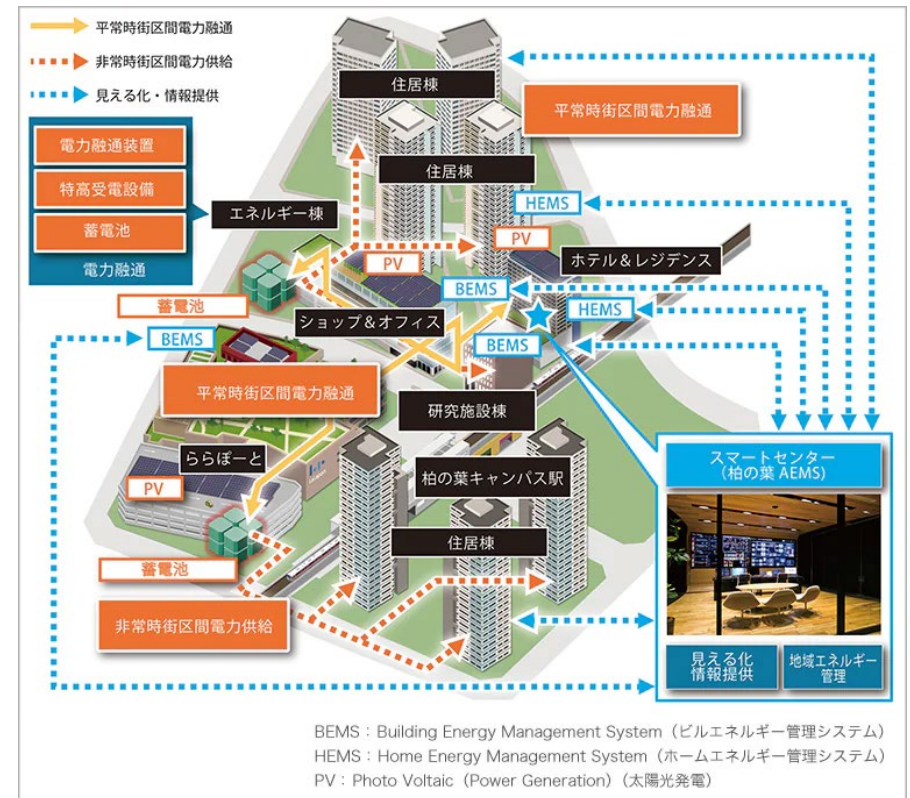 平常時街区間電力融通
非常時街区間電力供給
見える化・情報提供
電力融通装置
特高受電設備
蓄電池
電力融通
住居棟
平常時街区間電力融通
住居棟
エネルギー棟
HEMS
PV
PV
ホテル＆レジデンス
BEMS
蓄電池
ショップ＆オフィス
HEMS
BEMS
BEMS
平常時街区間電力融通
研究施設棟
ららぽーと
柏の葉キャンパス駅
PV
住居棟
蓄電池
非常時街区間電力供給
スマートセンター
（柏の葉 AEMS）
見える化
情報提供
地域エネルギー
管理
BEMS：Building Energy Management System（ビルエネルギー管理システム）
HEMS：Home Energy Management System（ホームエネルギー管理システム）
PV：Photo Voltaic（Power Generation）（太陽光発電）